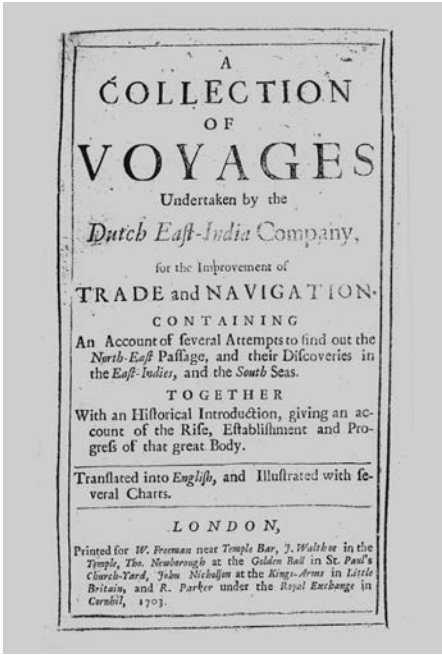 A
COLLECTION
OF
VOYAGES
Undertaken by the
Dutch Eaſt-India Company,
for the Improvement of
TRADE and NAVIGATION.
CONTAINING
An Account of ſeveral Attempts to find out the
North-Eaſt Paſſage, and their Diſcoveries in
the Eaſt-Indies, and the South Seas.
TOGETHER
With an Hiſtorical Introduction, giving an ac-
count of the Riſe, Eſtabliſhment and Pro-
greſs of that great Body.
Tranſlated into Engliſh, and Illuſtrated with ſe-
veral Charts.
LONDON,
Printed for W. Freeman near Temple Bar, J. Walthoe in the
Temple, Tho. Newborough at the Golden Ball in St. Paul's
Church-Yard, John Nicholſon at the Kings-Arms in Little
Britain, and R. Parker under the Royal Exchange in
Cornhil, 1703.